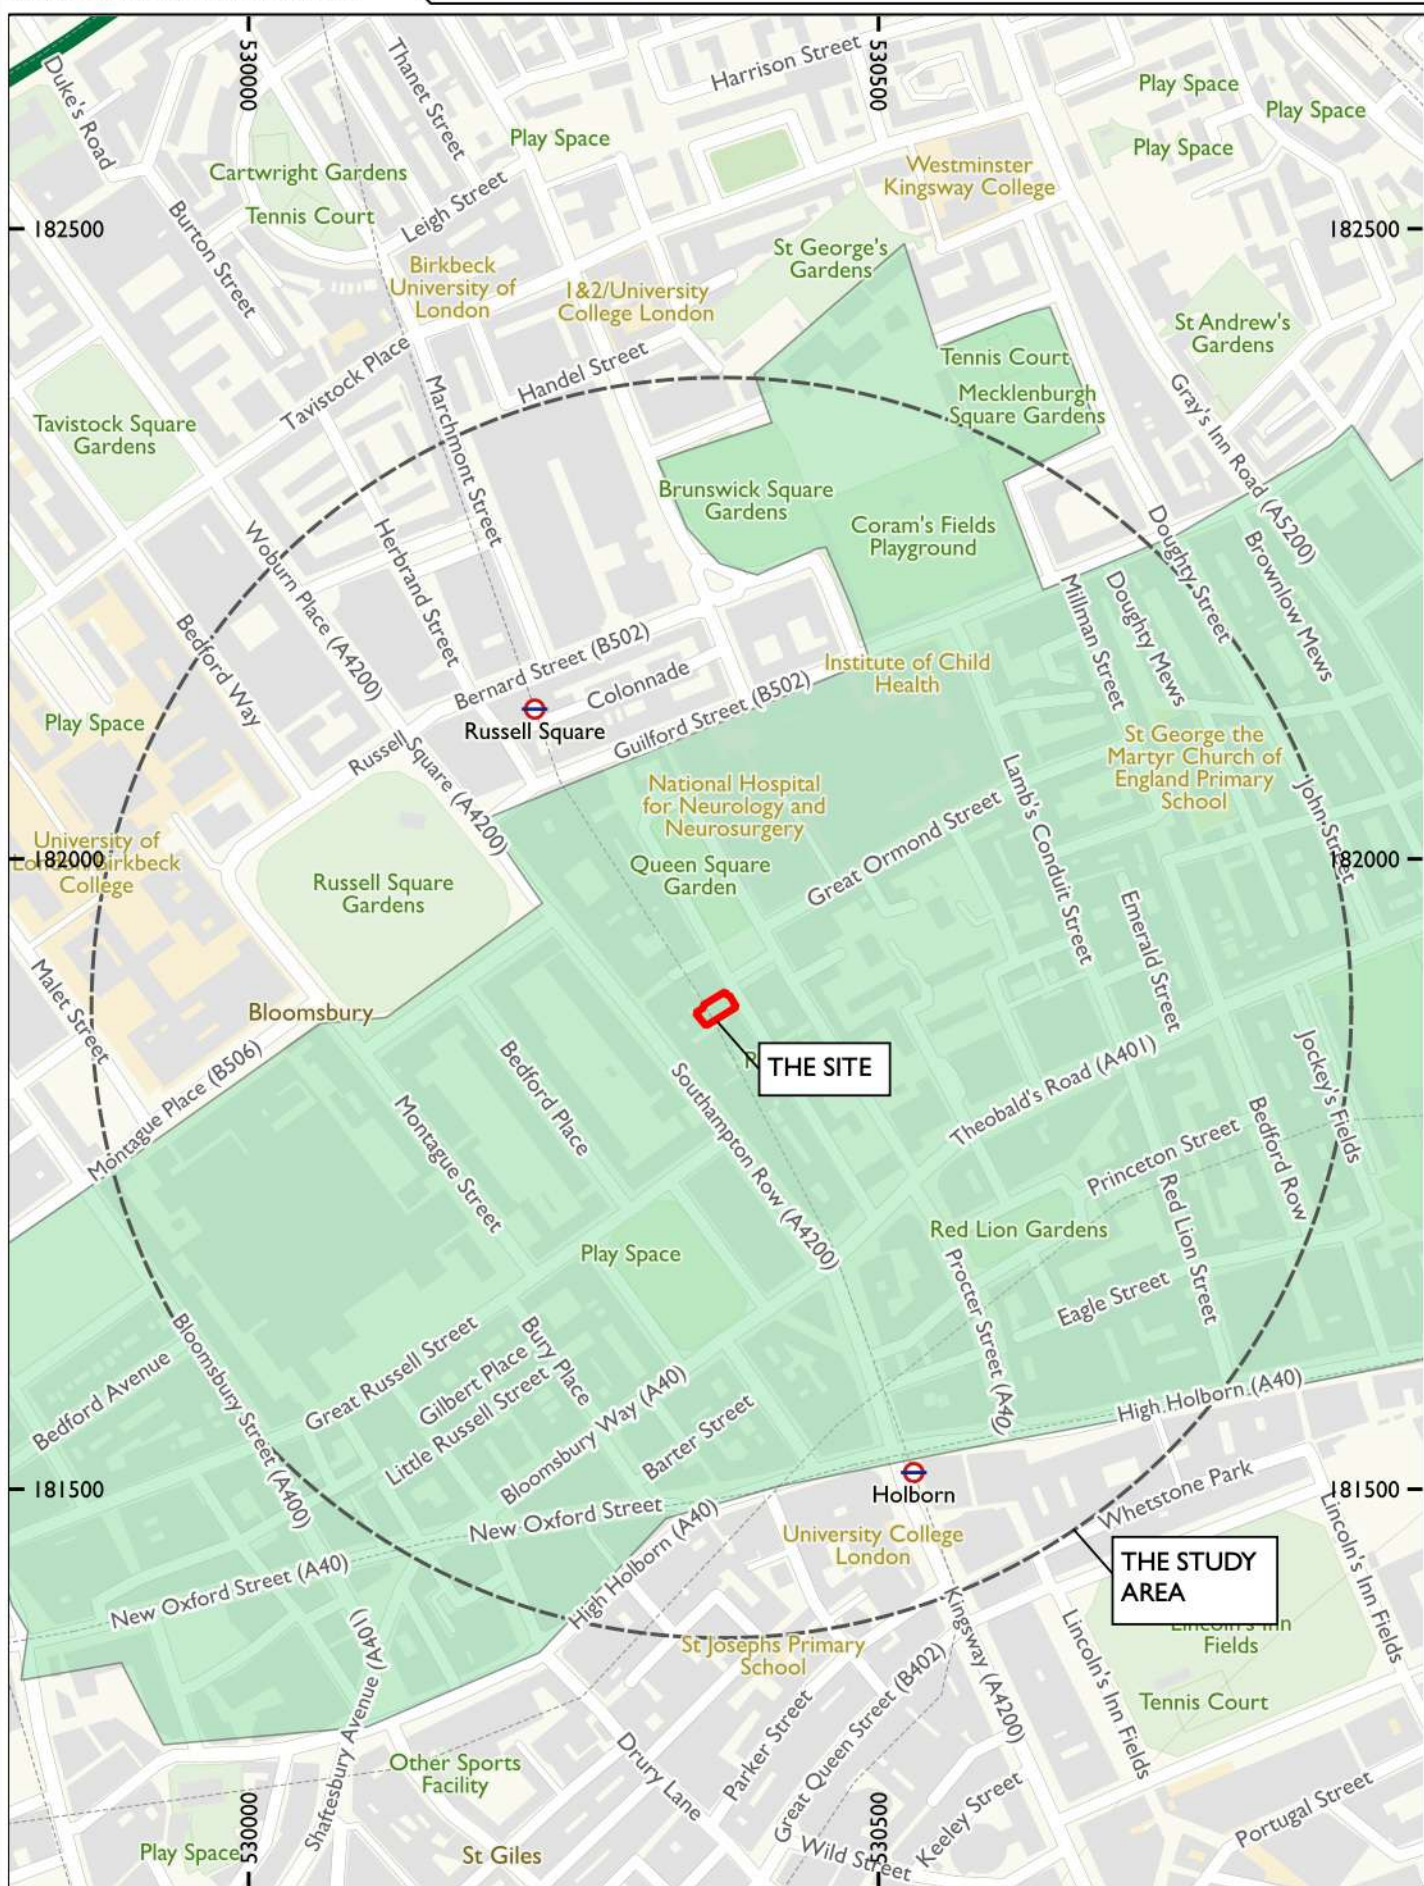 530000
530500
Duke's Road
Thanet Street
Harrison Street
Play Space
Play Space
Play Space
Play Space
Cartwright Gardens
Tennis Court
Burton Street
Leigh Street
Westminster
Kingsway College
182500
182500
St George's
Gardens
Birkbeck
University of
London
1&2/University
College London
St Andrew's
Gardens
Tavistock Place
Handel Street
Tennis Court
Mecklenburgh
Square Gardens
Tavistock Square
Gardens
Marchmont Street
Gray's Inn Road (A5200)
Brunswick Square
Gardens
Coram's Fields
Playground
Woburn Place (A4200)
Herbrand Street
Doughty Street
Brownlow Mews
Bedford Way
Millman Street
Doughty Mews
Bernard Street (B502)
Colonnade
Institute of Child
Health
Guilford Street (B502)
Play Space
Russell Square
Russell Square (A4200)
St George the
Martyr Church of
England Primary
School
National Hospital
for Neurology and
Neurosurgery
Lamb's Conduit Street
John Street
Great Ormond Street
University of
London/Birkbeck
College
182000
182000
Russell Square
Gardens
Queen Square
Garden
Emerald Street
Malet Street
Bloomsbury
Montague Place (B506)
Bedford Place
THE SITE
Southampton Row (A4200)
Theobald's Road (A401)
Jockey's Fields
Montague Street
Princeton Street
Bedford Row
Red Lion Street
Red Lion Gardens
Play Space
Procter Street (A40)
Eagle Street
Bedford Avenue
Bloomsbury Street (A400)
Great Russell Street
Gilbert Place
Bury Place
Little Russell Street
Bloomsbury Way (A40)
Barter Street
High Holborn (A40)
181500
181500
Holborn
New Oxford Street
Whetstone Park
University College
London
High Holborn (A40)
New Oxford Street (A40)
THE STUDY
AREA
Lincoln's Inn
Fields
Lincoln's Inn Fields
Lincoln's Inn Fields
Kingsway (A4200)
St Josephs Primary
School
Tennis Court
Shaftesbury Avenue (A401)
Drury Lane
Parker Street
Great Queen Street (B402)
Other Sports
Facility
Keeley Street
Portugal Street
Play Space
St Giles
Wild Street
530000
530500